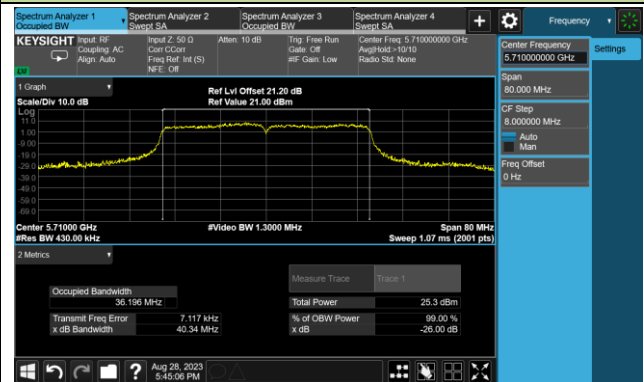 Spectrum Analyzer 1
Occupied BW
Spectrum Analyzer 2
Swept SA
Spectrum Analyzer 3
Occupied BW
Spectrum Analyzer 4
Swept SA
Frequency
KEYSIGHT
Input: RF
Coupling: AC
Align: Auto
Input Z: 50 Ω
Corr CCorr
Freq Ref: Int (S)
NFE: Off
Atten: 10 dB
Trig: Free Run
Gate: Off
#IF Gain: Low
Center Freq: 5.710000000 GHz
Avg|Hold:>10/10
Radio Std: None
Center Frequency
5.710000000 GHz
Settings
Span
80.000 MHz
CF Step
8.000000 MHz
Auto
Man
Freq Offset
0 Hz
1 Graph
Scale/Div 10.0 dB
Ref Lvl Offset 21.20 dB
Ref Value 21.00 dBm
Log
11.0
1.00
-9.00
-19.0
-29.0
-39.0
-49.0
-59.0
-69.0
Center 5.71000 GHz
#Res BW 430.00 kHz
#Video BW 1.3000 MHz
Span 80 MHz
Sweep 1.07 ms (2001 pts)
2 Metrics
Measure Trace
Trace 1
Occupied Bandwidth
36.196 MHz
Total Power
25.3 dBm
Transmit Freq Error
7.117 kHz
% of OBW Power
99.00 %
x dB Bandwidth
40.34 MHz
x dB
-26.00 dB
?
Aug 28, 2023
5:45:06 PM